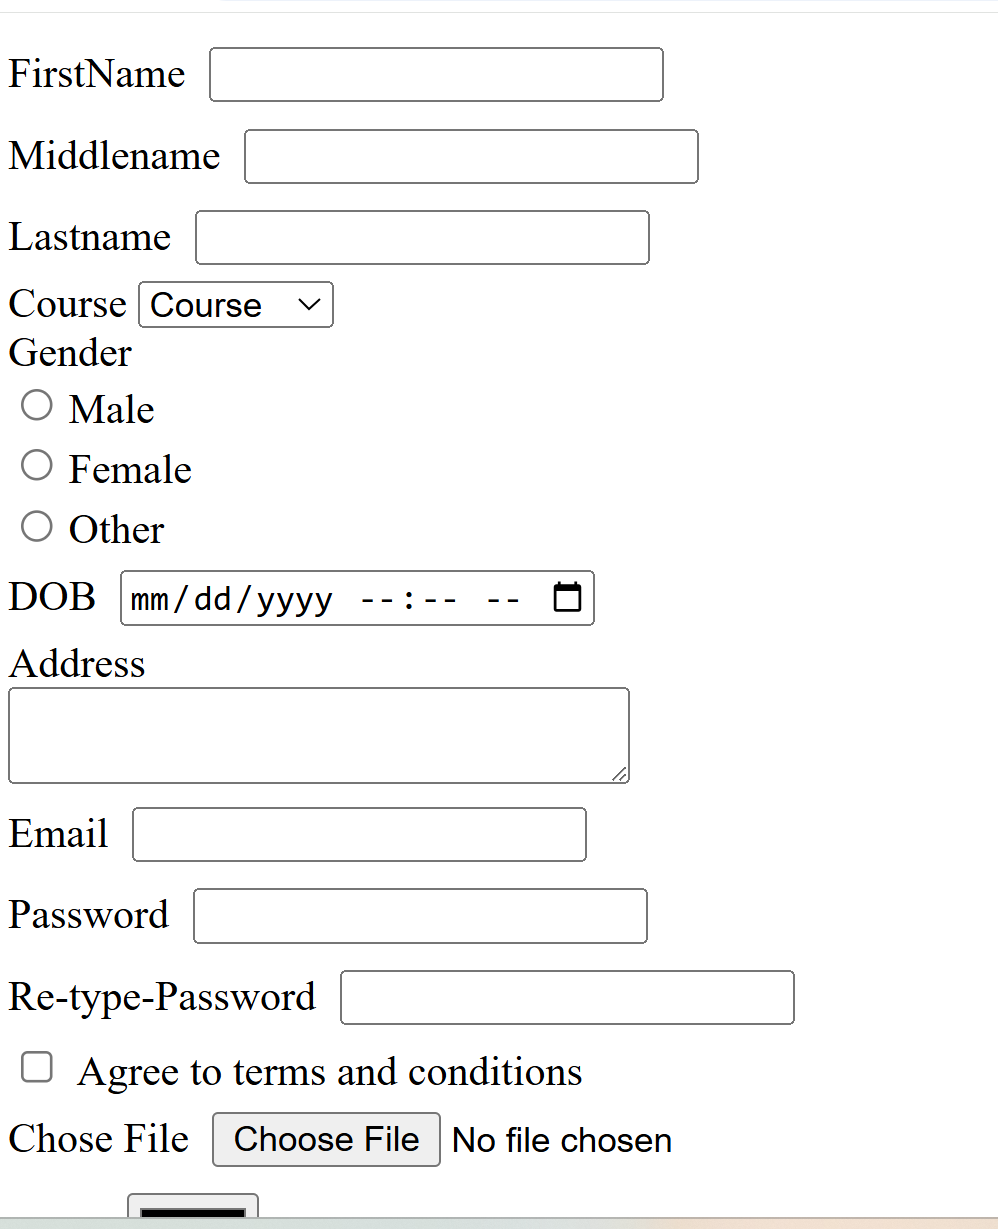 FirstName
Middlename
Lastname
Course Course
Gender
Male
Female
Other
DOB mm/dd/yyyy --:-- --
Address
Email
Password
Re-type-Password
Agree to terms and conditions
Chose File Choose File No file chosen